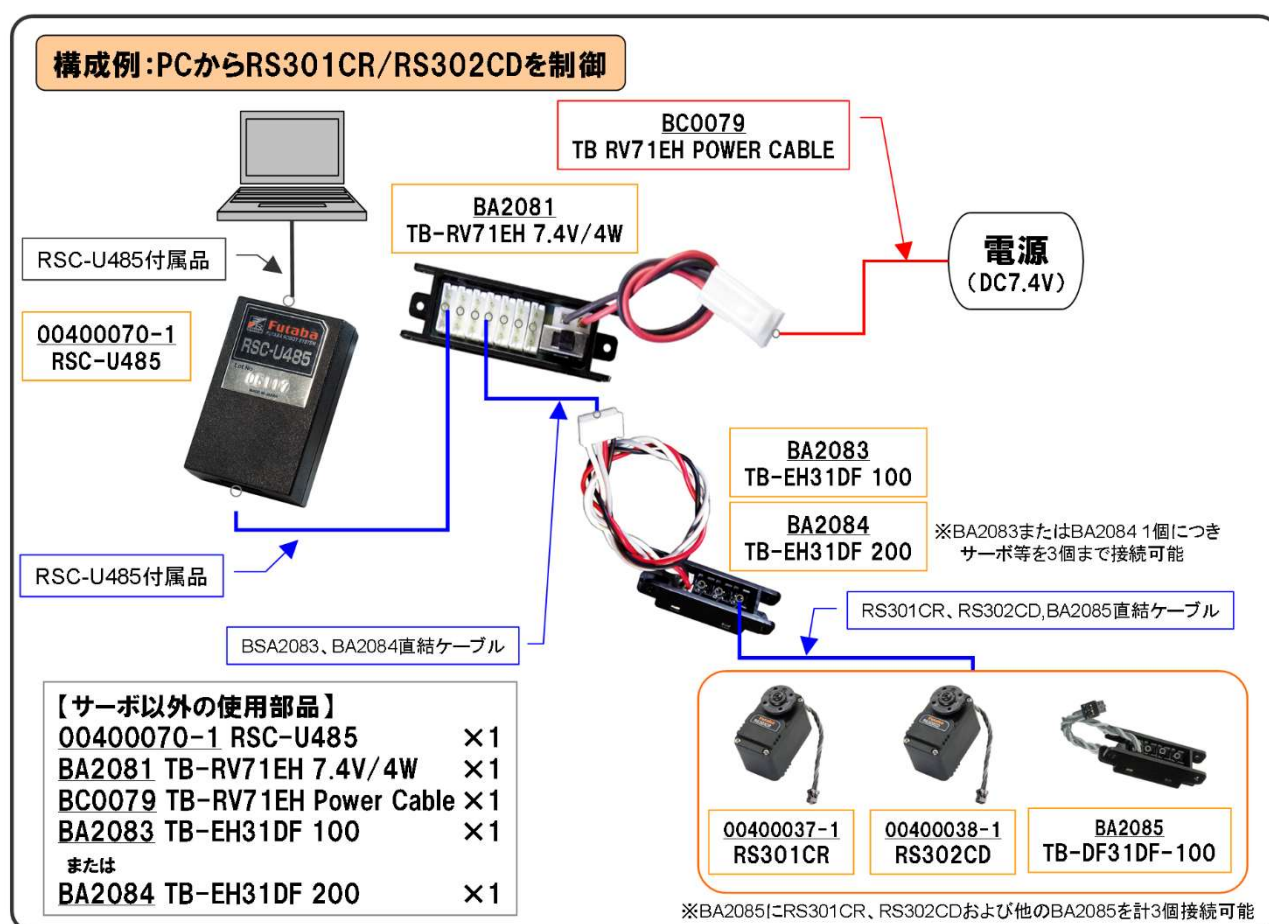 構成例:PCからRS301CR/RS302CDを制御
BC0079
TB RV71EH POWER CABLE
BA2081
TB-RV71EH 7.4V/4W
電源
(DC7.4V)
RSC-U485付属品
00400070-1
RSC-U485
Futaba
FUTABA ROBOT SYSTEM
RSC-U485
Lot No.
MADE IN JAPAN
BA2083
TB-EH31DF 100
BA2084
TB-EH31DF 200
※BA2083またはBA2084 1個につき
サーボ等を3個まで接続可能
RSC-U485付属品
RS301CR、RS302CD,BA2085直結ケーブル
BSA2083、BA2084直結ケーブル
【サーボ以外の使用部品】
00400070-1 RSC-U485 ×1
BA2081 TB-RV71EH 7.4V/4W ×1
BC0079 TB-RV71EH Power Cable ×1
BA2083 TB-EH31DF 100 ×1
または
BA2084 TB-EH31DF 200 ×1
Futaba
Futaba
00400037-1
RS301CR
00400038-1
RS302CD
BA2085
TB-DF31DF-100
※BA2085にRS301CR、RS302CDおよび他のBA2085を計3個接続可能